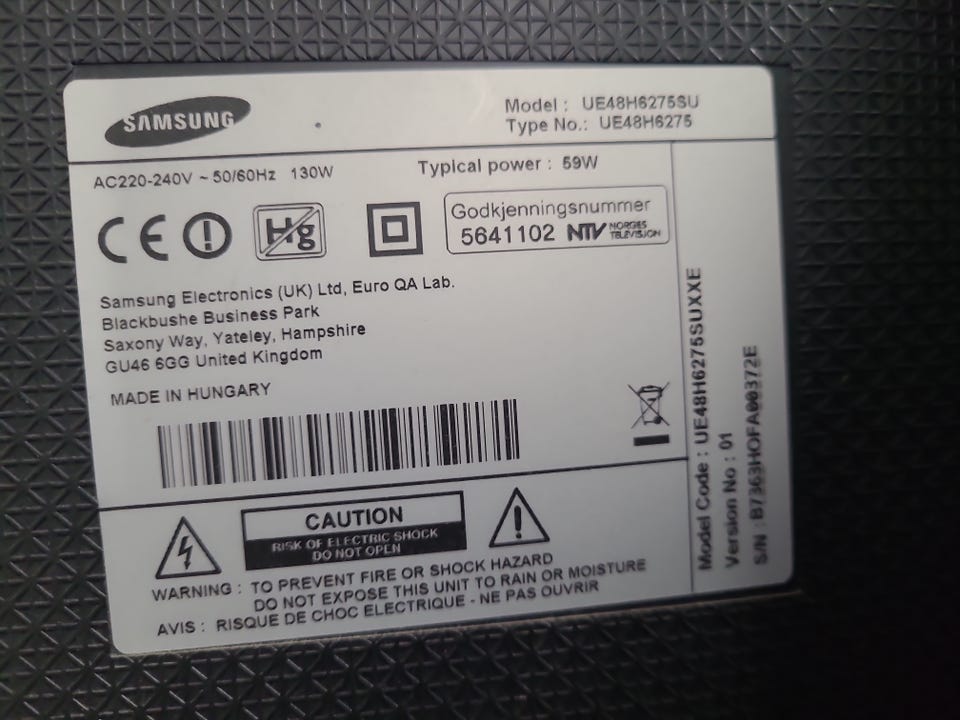 SAMSUNG
Model : UE48H6275SU
Type No.: UE48H6275
AC220-240V ~ 50/60Hz 130W
Typical power : 59W
CE
Hg
Godkjenningsnummer
5641102 NTV NORGES TELEVISJON
Samsung Electronics (UK) Ltd, Euro QA Lab.
Blackbushe Business Park
Saxony Way, Yateley, Hampshire
GU46 6GG United Kingdom
MADE IN HUNGARY
CAUTION
RISK OF ELECTRIC SHOCK
DO NOT OPEN
WARNING : TO PREVENT FIRE OR SHOCK HAZARD
DO NOT EXPOSE THIS UNIT TO RAIN OR MOISTURE
AVIS : RISQUE DE CHOC ELECTRIQUE - NE PAS OUVRIR
Model Code : UE48H6275SUXXE
Version No : 01
S/N : B7363HOFA00372E